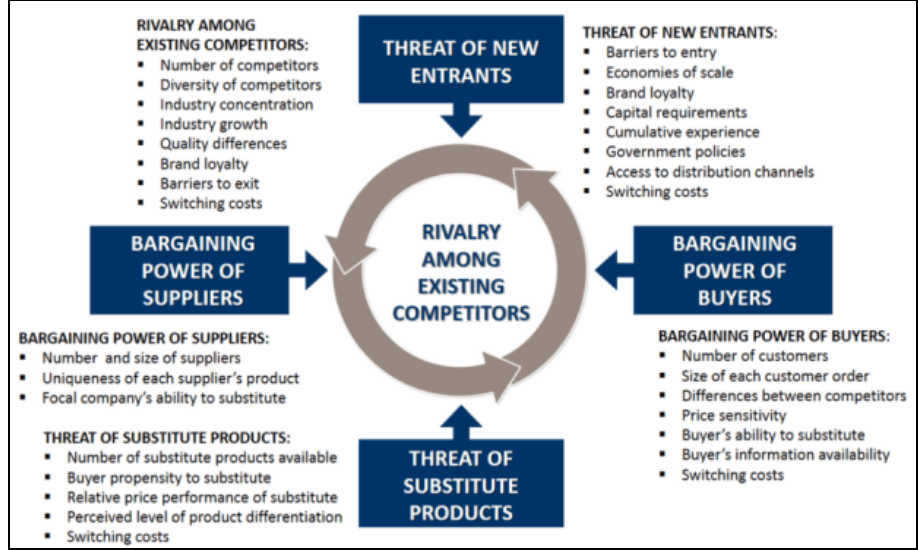 RIVALRY AMONG
EXISTING COMPETITORS:
▪ Number of competitors
▪ Diversity of competitors
▪ Industry concentration
▪ Industry growth
▪ Quality differences
▪ Brand loyalty
▪ Barriers to exit
▪ Switching costs
THREAT OF NEW
ENTRANTS
THREAT OF NEW ENTRANTS:
▪ Barriers to entry
▪ Economies of scale
▪ Brand loyalty
▪ Capital requirements
▪ Cumulative experience
▪ Government policies
▪ Access to distribution channels
▪ Switching costs
BARGAINING
POWER OF
SUPPLIERS
RIVALRY
AMONG
EXISTING
COMPETITORS
BARGAINING
POWER OF
BUYERS
BARGAINING POWER OF SUPPLIERS:
▪ Number and size of suppliers
▪ Uniqueness of each supplier's product
▪ Focal company's ability to substitute
BARGAINING POWER OF BUYERS:
▪ Number of customers
▪ Size of each customer order
▪ Differences between competitors
▪ Price sensitivity
▪ Buyer's ability to substitute
▪ Buyer's information availability
▪ Switching costs
THREAT OF SUBSTITUTE PRODUCTS:
▪ Number of substitute products available
▪ Buyer propensity to substitute
▪ Relative price performance of substitute
▪ Perceived level of product differentiation
▪ Switching costs
THREAT OF
SUBSTITUTE
PRODUCTS